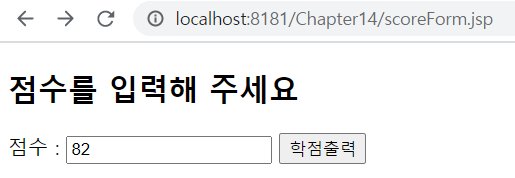 localhost:8181/Chapter14/scoreForm.jsp
점수를 입력해 주세요
점수 : 82 학점출력